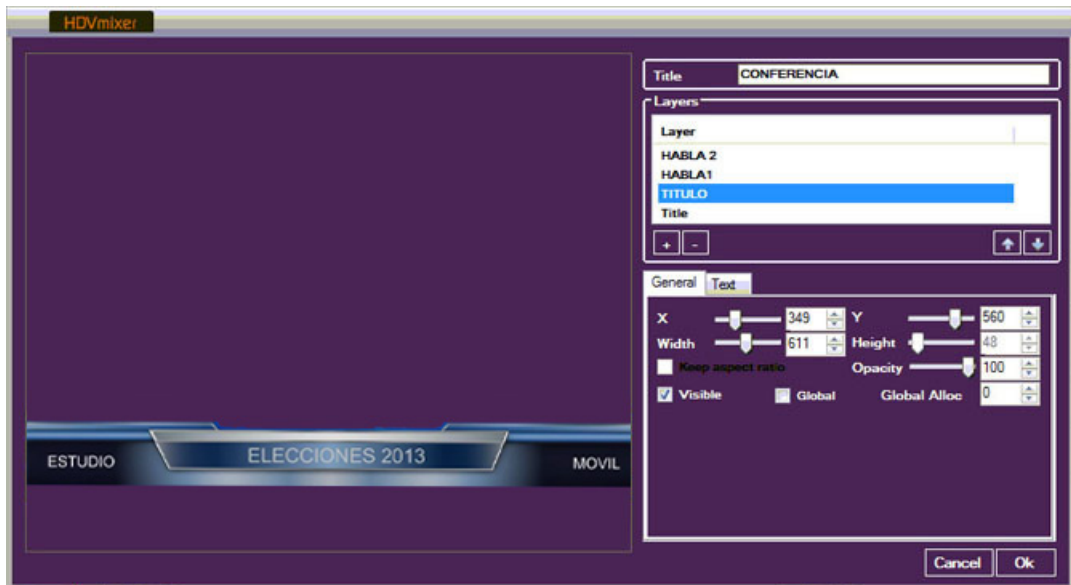 HDVmixer
Title CONFERENCIA
Layers
Layer
HABLA 2
HABLA1
TITULO
Title
+ -
General Text
X 349 Y 560
Width 611 Height 48
Keep aspect ratio Opacity 100
Visible Global Global Alloc 0
ESTUDIO ELECCIONES 2013 MOVIL
Cancel Ok